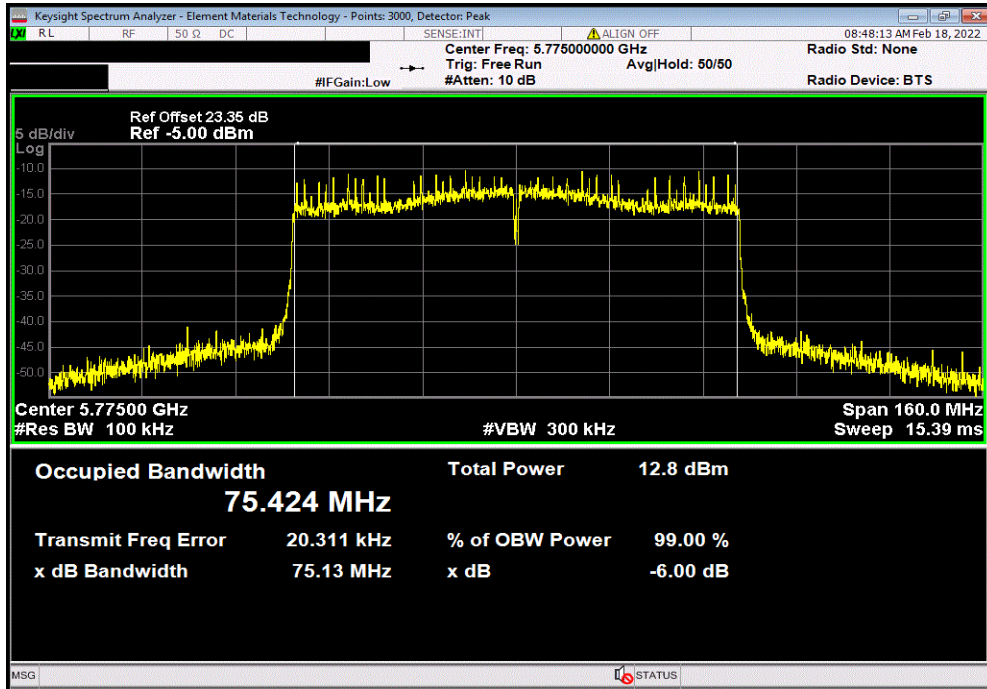 Keysight Spectrum Analyzer - Element Materials Technology - Points: 3000, Detector: Peak
LXI RL RF 50 Ω DC SENSE:INT ALIGN OFF 08:48:13 AM Feb 18, 2022
Center Freq: 5.775000000 GHz Radio Std: None
Trig: Free Run Avg|Hold: 50/50
#IFGain:Low #Atten: 10 dB Radio Device: BTS
Ref Offset 23.35 dB
5 dB/div Ref -5.00 dBm
Log
-10.0
-15.0
-20.0
-25.0
-30.0
-35.0
-40.0
-45.0
-50.0
Center 5.77500 GHz Span 160.0 MHz
#Res BW 100 kHz #VBW 300 kHz Sweep 15.39 ms
Occupied Bandwidth Total Power 12.8 dBm
75.424 MHz
Transmit Freq Error 20.311 kHz % of OBW Power 99.00 %
x dB Bandwidth 75.13 MHz x dB -6.00 dB
MSG STATUS